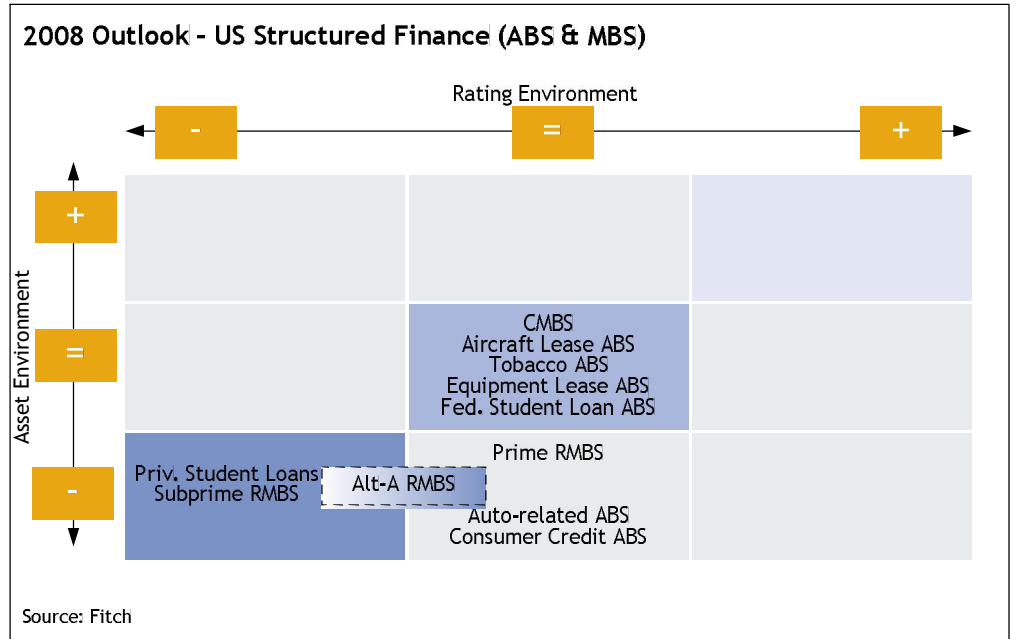 2008 Outlook – US Structured Finance (ABS & MBS)
Rating Environment
-
=
+
+
Asset Environment
=
-
CMBS
Aircraft Lease ABS
Tobacco ABS
Equipment Lease ABS
Fed. Student Loan ABS
Priv. Student Loans
Subprime RMBS
Alt-A RMBS
Prime RMBS
Auto-related ABS
Consumer Credit ABS
Source: Fitch